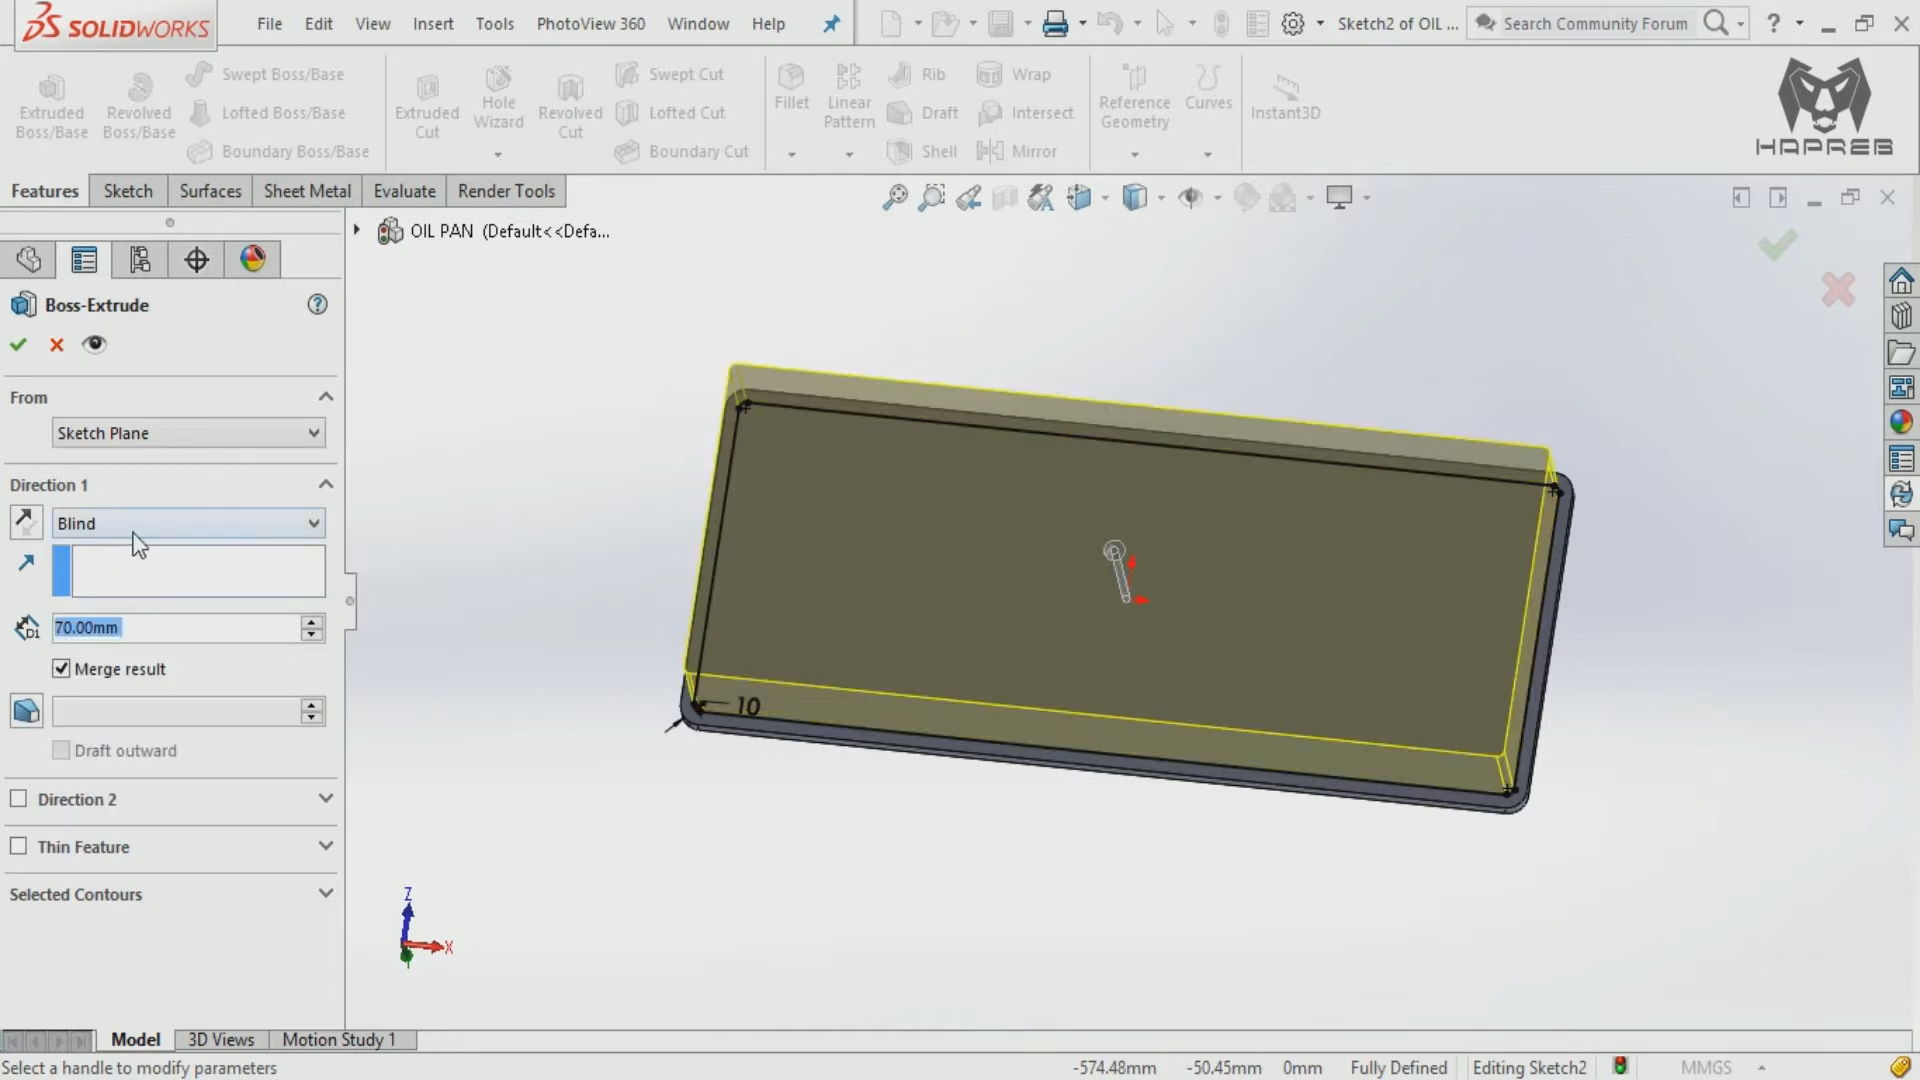 SOLIDWORKS File Edit View Insert Tools PhotoView 360 Window Help Sketch2 of OIL ... Search Community Forum ?
Extruded Boss/Base
Revolved Boss/Base
Swept Boss/Base
Lofted Boss/Base
Boundary Boss/Base
Extruded Cut
Hole Wizard
Revolved Cut
Swept Cut
Lofted Cut
Boundary Cut
Fillet
Linear Pattern
Rib
Draft
Shell
Wrap
Intersect
Mirror
Reference Geometry
Curves
Instant3D
HAPREB
Features Sketch Surfaces Sheet Metal Evaluate Render Tools
OIL PAN (Default<<Defa...
Boss-Extrude ?
From
Sketch Plane
Direction 1
Blind
D1 70.00mm
Merge result
Draft outward
Direction 2
Thin Feature
Selected Contours
10
Z
X
Model 3D Views Motion Study 1
Select a handle to modify parameters -574.48mm -50.45mm 0mm Fully Defined Editing Sketch2 MMGS